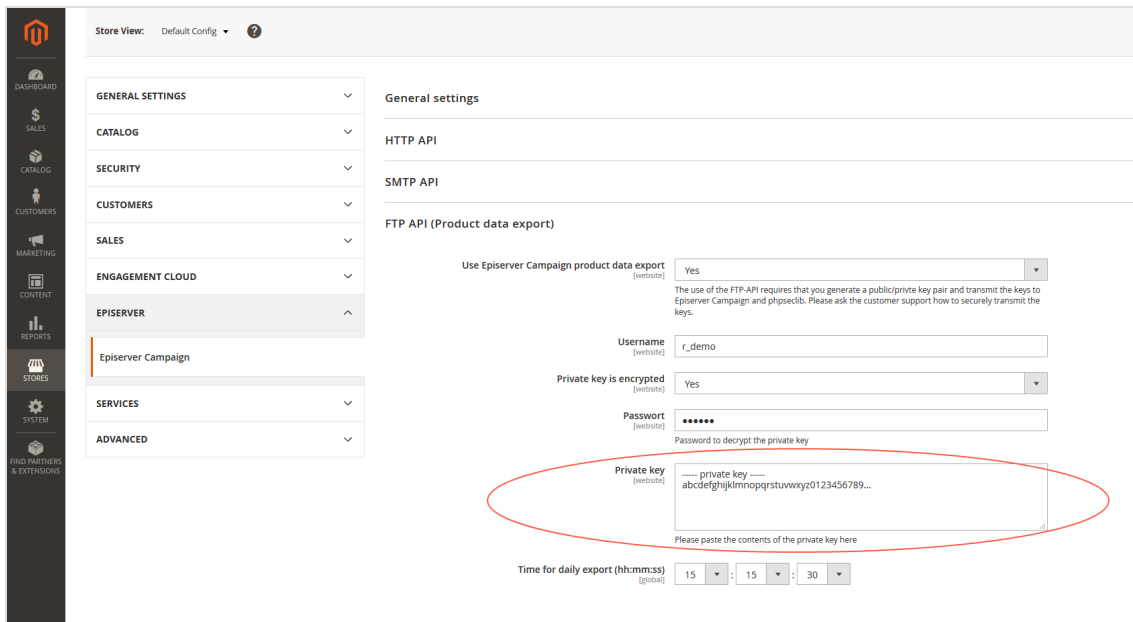 Store View: Default Config
?
DASHBOARD
$
SALES
CATALOG
CUSTOMERS
MARKETING
CONTENT
REPORTS
STORES
SYSTEM
FIND PARTNERS
& EXTENSIONS
GENERAL SETTINGS
CATALOG
SECURITY
CUSTOMERS
SALES
ENGAGEMENT CLOUD
EPISERVER
Episerver Campaign
SERVICES
ADVANCED
General settings
HTTP API
SMTP API
FTP API (Product data export)
Use Episerver Campaign product data export
[website]
Yes
The use of the FTP-API requires that you generate a public/privte key pair and transmit the keys to
Episerver Campaign and phpseclib. Please ask the customer support how to securely transmit the
keys.
Username
[website]
r_demo
Private key is encrypted
[website]
Yes
Passwort
[website]
••••••
Password to decrypt the private key
Private key
[website]
----- private key -----
abcdefghijklmnopqrstuvwxyz0123456789...
Please paste the contents of the private key here
Time for daily export (hh:mm:ss)
[global]
15 : 15 : 30